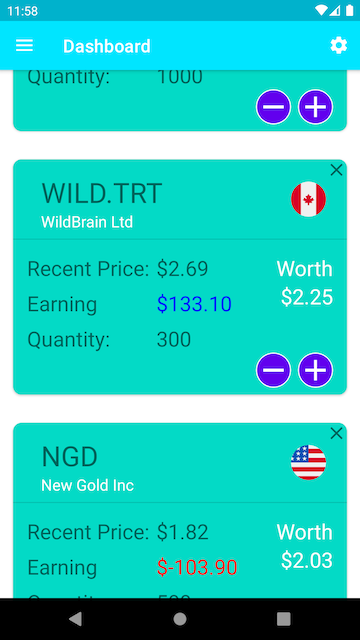 11:58
Dashboard
Quantity: 1000
WILD.TRT
WildBrain Ltd
Recent Price: $2.69 Worth
Earning $133.10 $2.25
Quantity: 300
NGD
New Gold Inc
Recent Price: $1.82 Worth
Earning $-103.90 $2.03